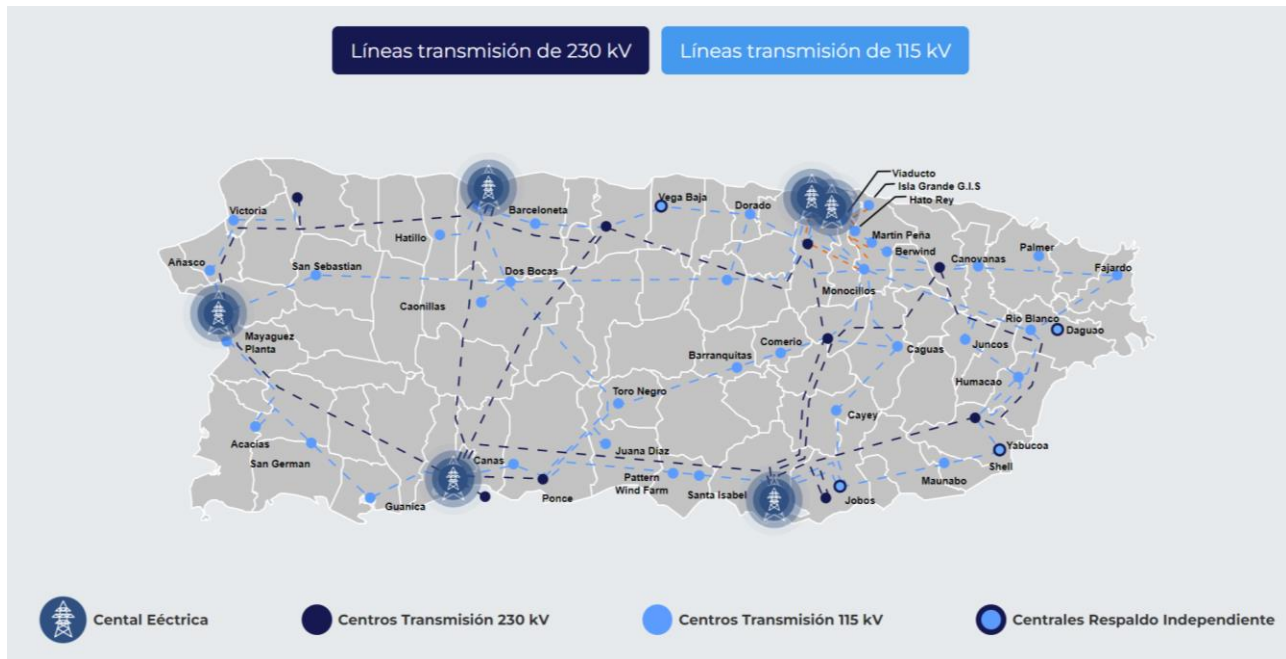 Líneas transmisión de 230 kV
Líneas transmisión de 115 kV
Viaducto
Isla Grande G.I.S
Hato Rey
Victoria
Barceloneta
Vega Baja
Dorado
Hatillo
Martin Peña
Berwind
Palmer
Añasco
San Sebastian
Dos Bocas
Canovanas
Fajardo
Caonillas
Monocillos
Mayaguez
Planta
Rio Blanco
Daguao
Comerio
Barranquitas
Caguas
Juncos
Humacao
Toro Negro
Cayey
Acacias
San German
Canas
Juana Diaz
Yabucoa
Shell
Pattern
Wind Farm
Santa Isabel
Maunabo
Guanica
Ponce
Jobos
Cental Eéctrica
Centros Transmisión 230 kV
Centros Transmisión 115 kV
Centrales Respaldo Independiente